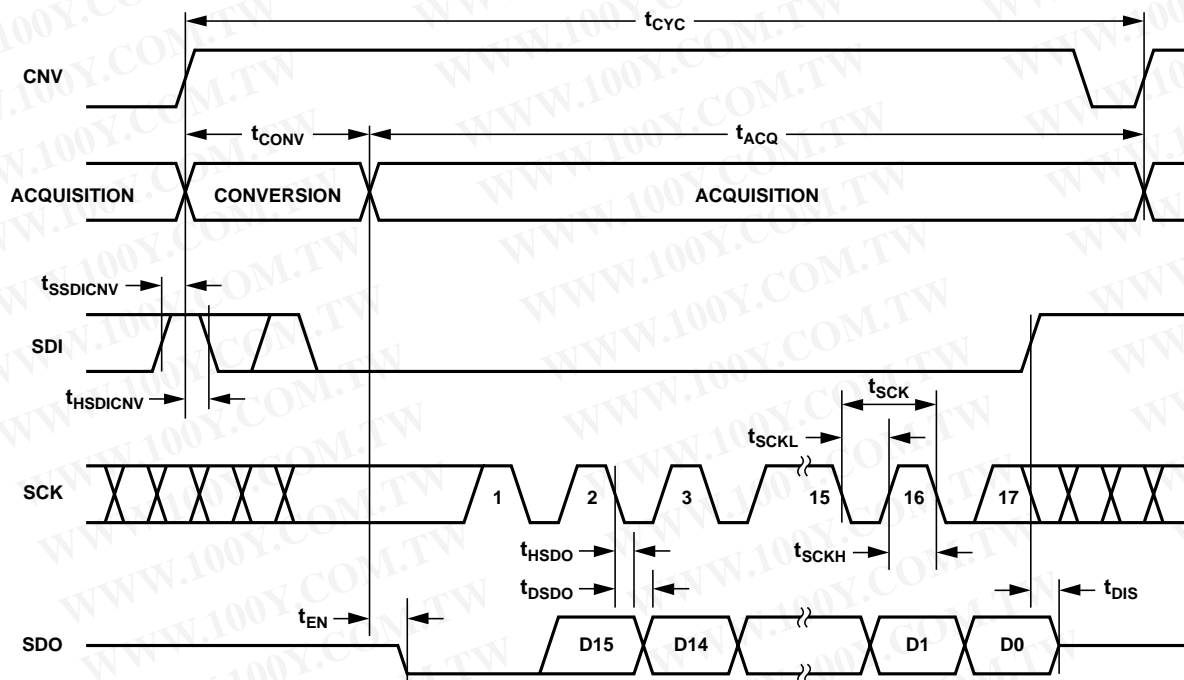 tCYC
CNV
tCONV
tACQ
ACQUISITION
CONVERSION
ACQUISITION
tSSDICNV
SDI
tHSDICNV
tSCK
tSCKL
SCK
1
2
3
15
16
17
tHSDO
tSCKH
tDSDO
tDIS
tEN
SDO
D15
D14
D1
D0
WWW.100Y.COM.TW